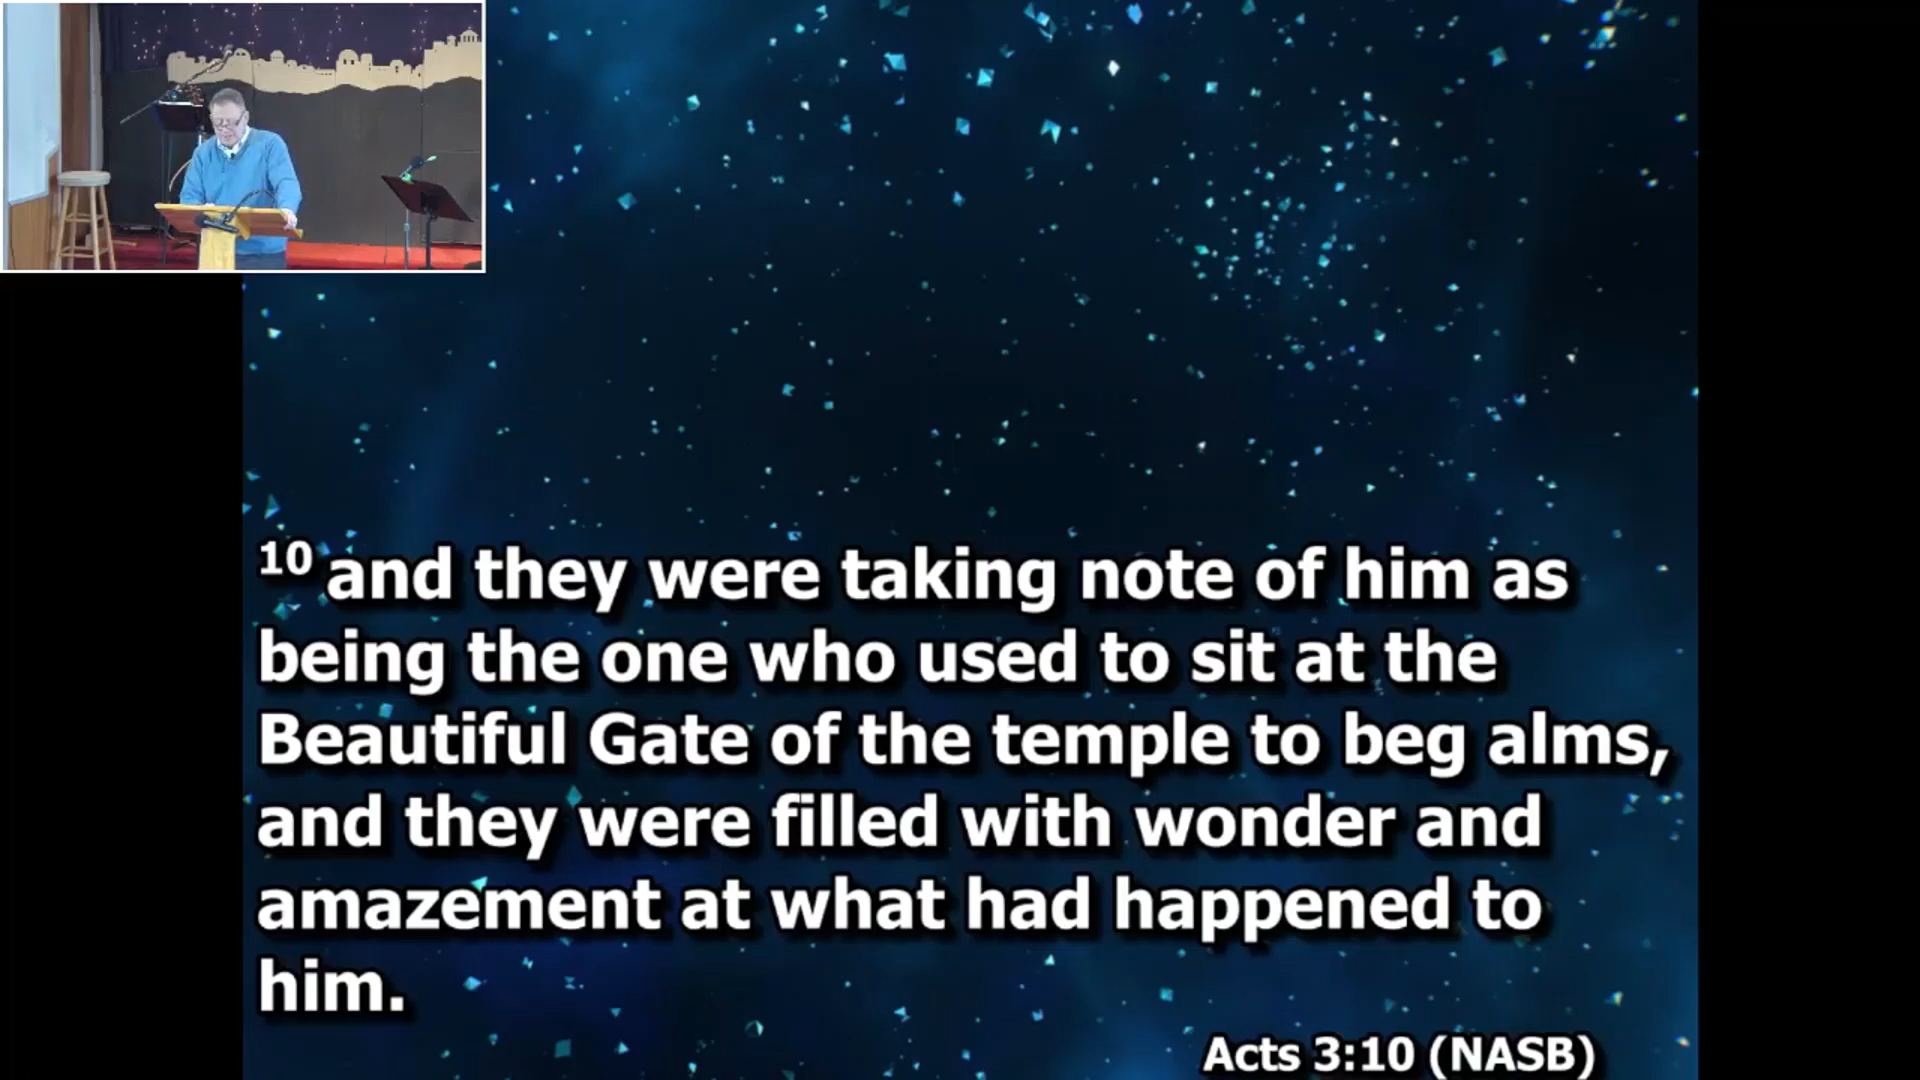 10 and they were taking note of him as
being the one who used to sit at the
Beautiful Gate of the temple to beg alms,
and they were filled with wonder and
amazement at what had happened to
him.
Acts 3:10 (NASB)